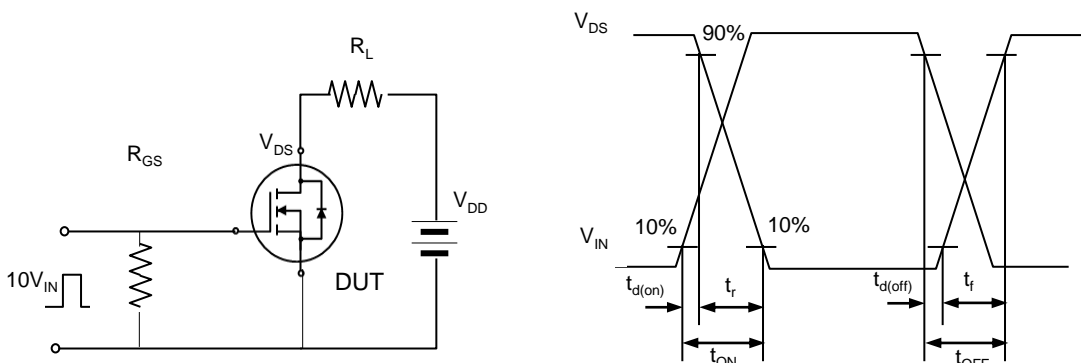 R_L
V_DS
R_GS
V_DD
10V_IN
DUT
V_DS
90%
V_IN
10%
10%
t_d(on)
t_r
t_d(off)
t_f
t_ON
t_OFF